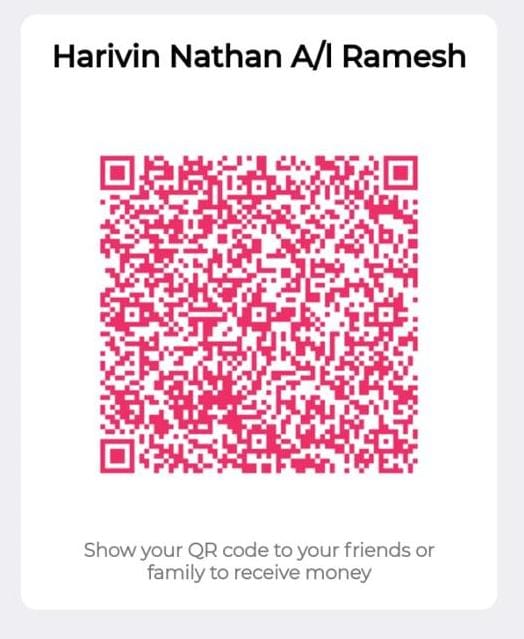 Harivin Nathan A/l Ramesh
Show your QR code to your friends or
family to receive money